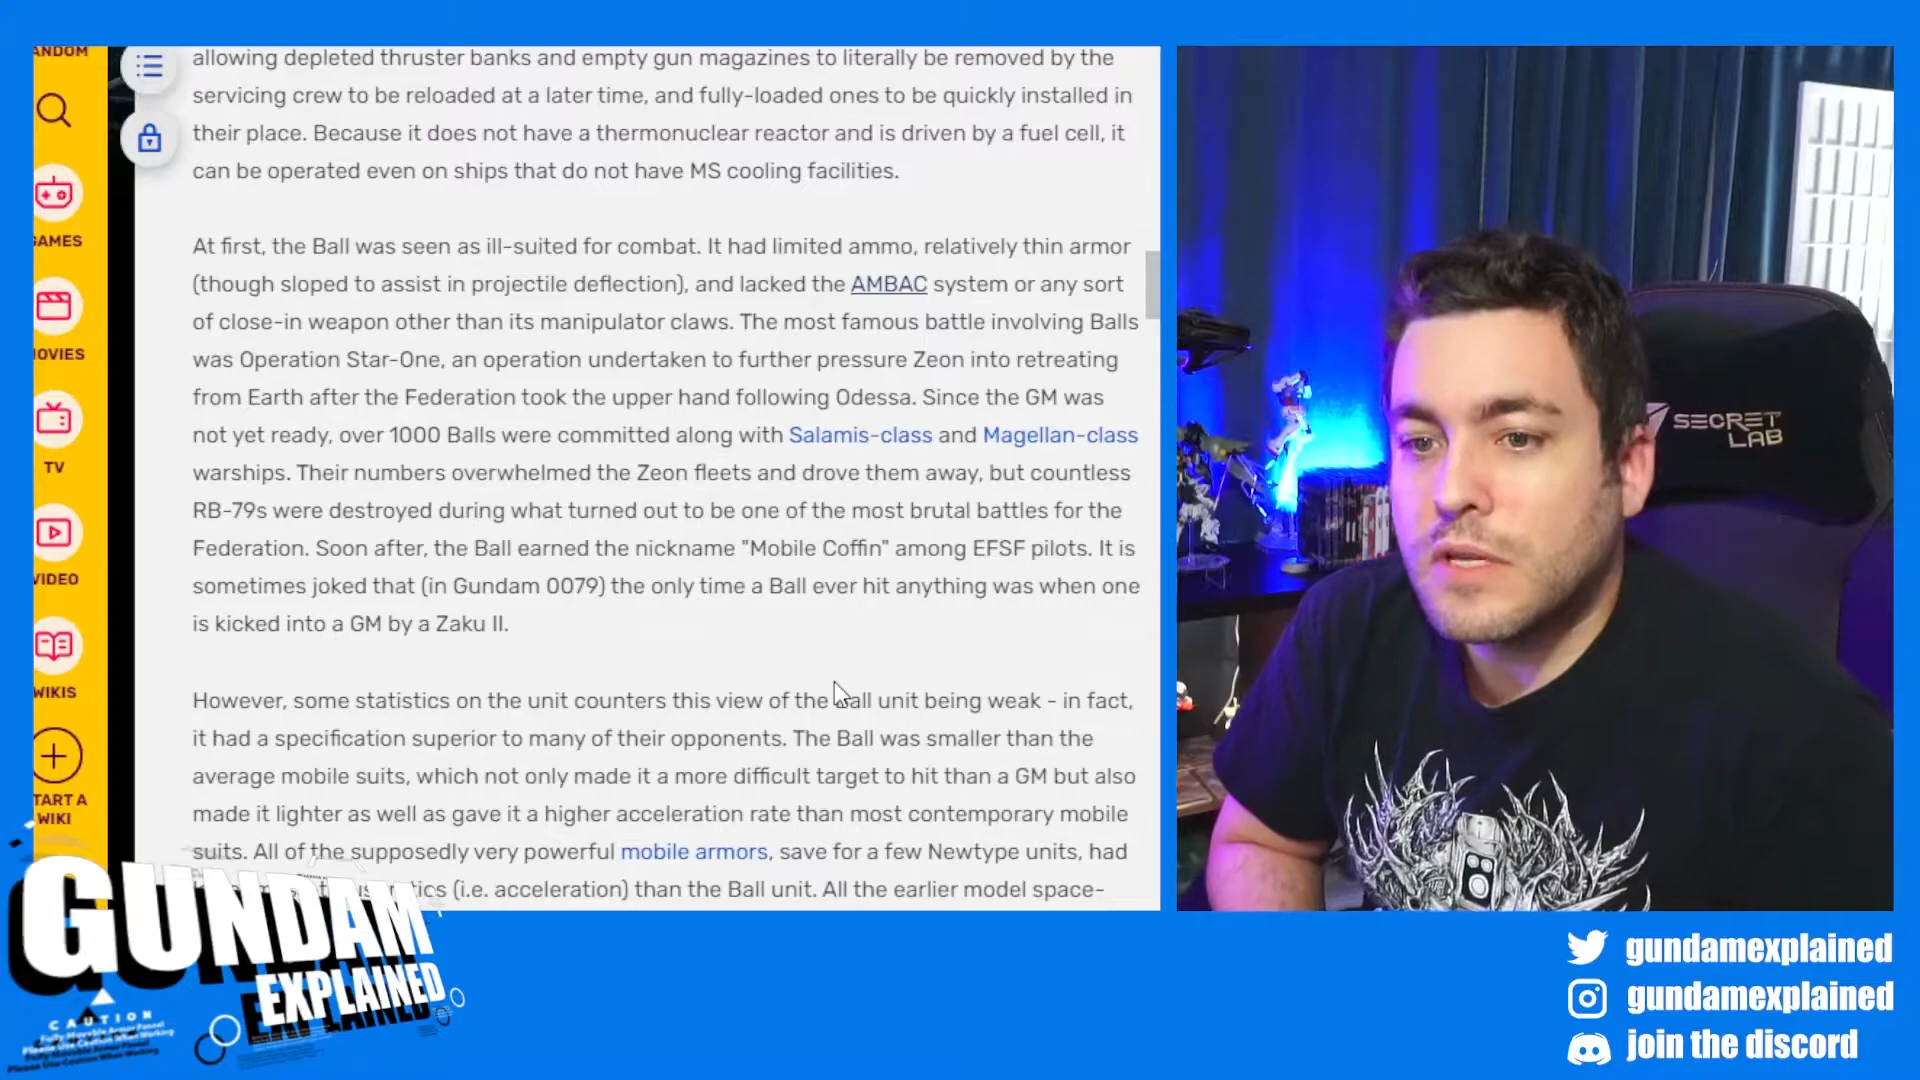 ANDOM
GAMES
MOVIES
TV
VIDEO
WIKIS
TART A
WIKI
allowing depleted thruster banks and empty gun magazines to literally be removed by the
servicing crew to be reloaded at a later time, and fully-loaded ones to be quickly installed in
their place. Because it does not have a thermonuclear reactor and is driven by a fuel cell, it
can be operated even on ships that do not have MS cooling facilities.
At first, the Ball was seen as ill-suited for combat. It had limited ammo, relatively thin armor
(though sloped to assist in projectile deflection), and lacked the AMBAC system or any sort
of close-in weapon other than its manipulator claws. The most famous battle involving Balls
was Operation Star-One, an operation undertaken to further pressure Zeon into retreating
from Earth after the Federation took the upper hand following Odessa. Since the GM was
not yet ready, over 1000 Balls were committed along with Salamis-class and Magellan-class
warships. Their numbers overwhelmed the Zeon fleets and drove them away, but countless
RB-79s were destroyed during what turned out to be one of the most brutal battles for the
Federation. Soon after, the Ball earned the nickname "Mobile Coffin" among EFSF pilots. It is
sometimes joked that (in Gundam 0079) the only time a Ball ever hit anything was when one
is kicked into a GM by a Zaku II.
However, some statistics on the unit counters this view of the Ball unit being weak - in fact,
it had a specification superior to many of their opponents. The Ball was smaller than the
average mobile suits, which not only made it a more difficult target to hit than a GM but also
made it lighter as well as gave it a higher acceleration rate than most contemporary mobile
suits. All of the supposedly very powerful mobile armors, save for a few Newtype units, had
(i.e. acceleration) than the Ball unit. All the earlier model space-
SECRET
LAB
GUNDAM
EXPLAINED
CAUTION
Fully Movable Armor Pannel
Please Use Caution When Working
gundamexplained
gundamexplained
join the discord